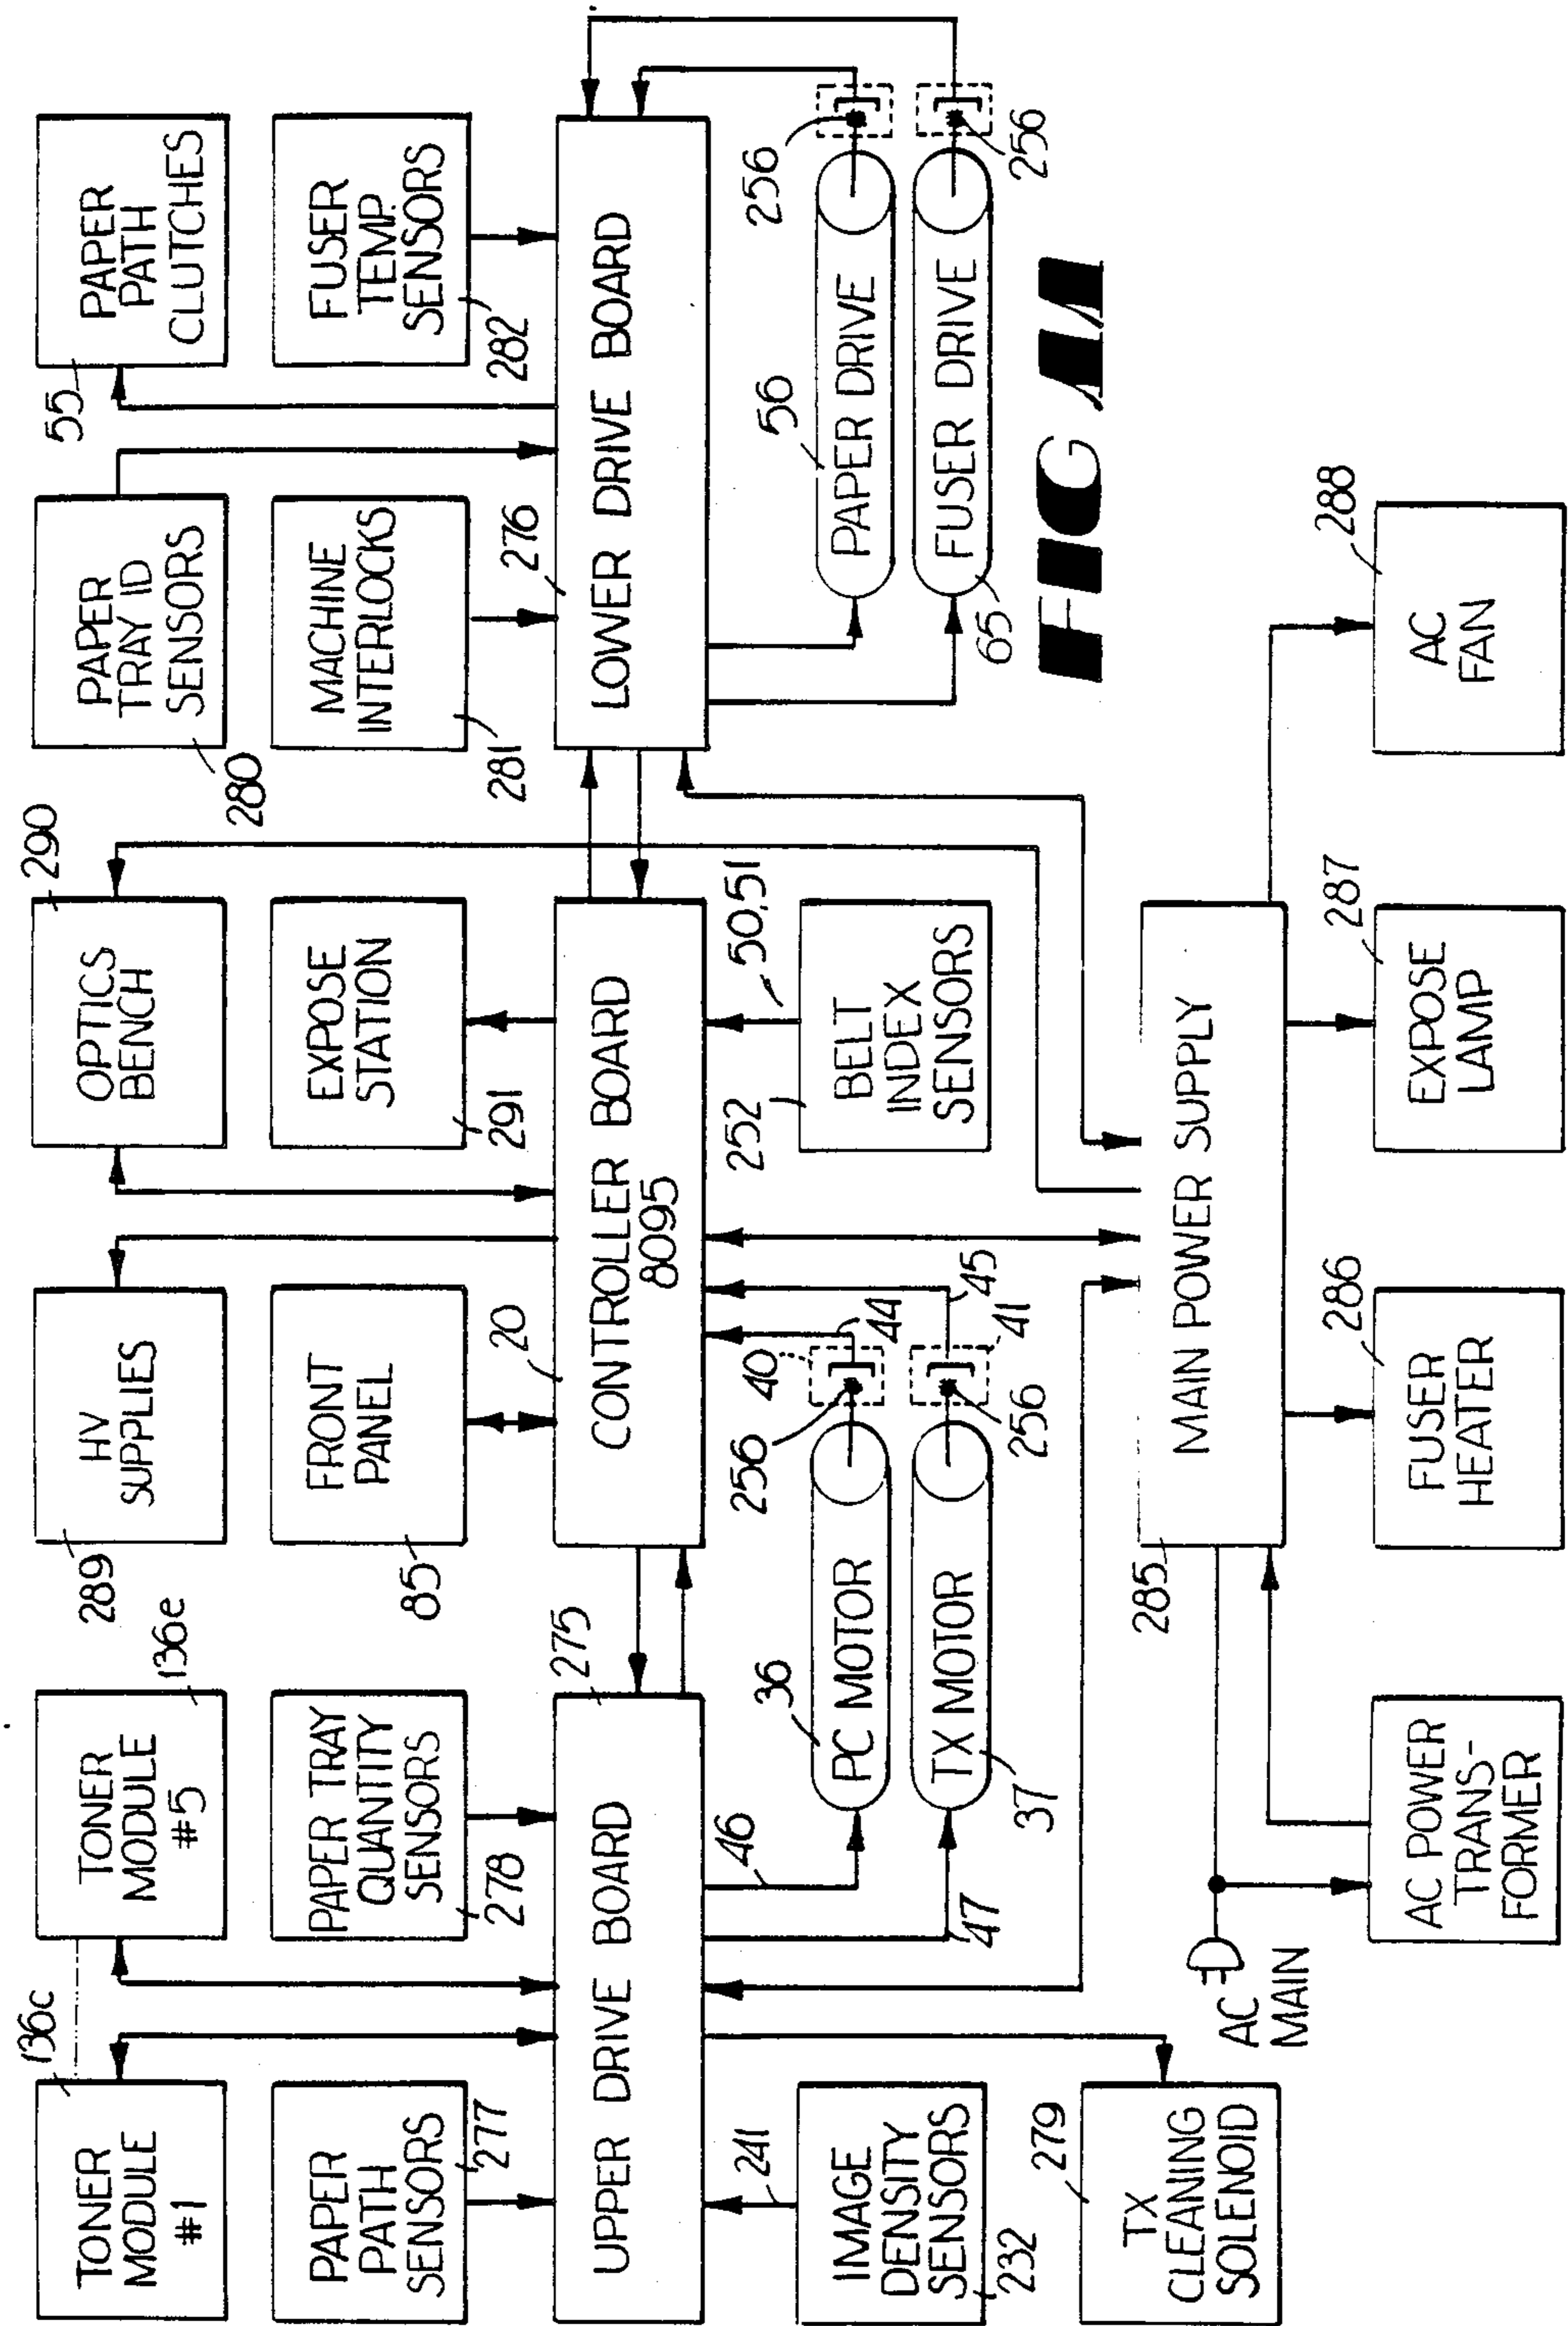 136c
TONER
MODULE
#1
TONER
MODULE
#5
136e
289
HV
SUPPLIES
OPTICS
BENCH
290
PAPER
TRAY ID
SENSORS
280
55
PAPER
PATH
CLUTCHES
PAPER
PATH
SENSORS
277
PAPER TRAY
QUANTITY
SENSORS
278
85
FRONT
PANEL
EXPOSE
STATION
291
MACHINE
INTERLOCKS
281
FUSER
TEMP.
SENSORS
282
UPPER DRIVE BOARD
275
CONTROLLER BOARD
8095
20
LOWER DRIVE BOARD
276
241
IMAGE
DENSITY
SENSORS
232
46
47
36
PC MOTOR
TX MOTOR
37
256
40
44
45
256
41
50,51
252
BELT
INDEX
SENSORS
56
PAPER DRIVE
256
FUSER DRIVE
65
256
279
TX
CLEANING
SOLENOID
AC
MAIN
285
MAIN POWER SUPPLY
AC POWER
TRANS-
FORMER
FUSER
HEATER
286
EXPOSE
LAMP
287
AC
FAN
288
FIG 11